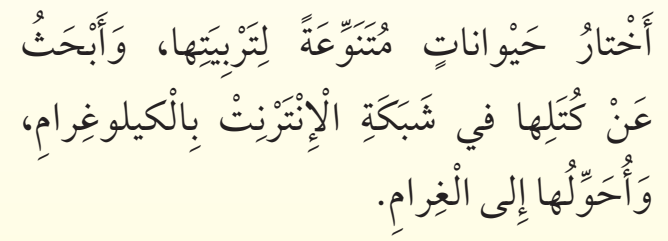 أَخْتارُ حَيْواناتٍ مُتَنَوِّعَةً لِتَرْبِيَتِها، وَأَبْحَثُ
عَنْ كُتَلِها في شَبَكَةِ الْإِنْتَرْنِتْ بِالْكيلوغِرامِ،
وَأُحَوِّلُها إِلى الْغِرامِ.